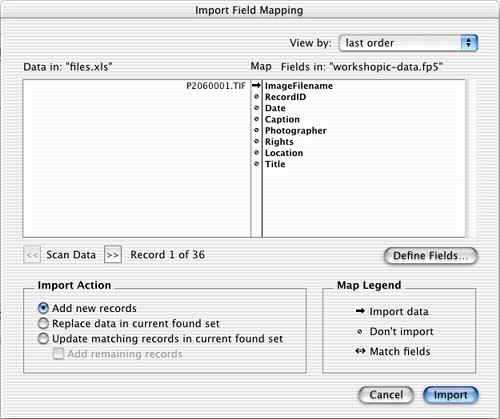 Import Field Mapping
View by: last order
Data in: "files.xls" Map Fields in: "workshopic-data.fp5"
P2060001.TIF ImageFilename
RecordID
Date
Caption
Photographer
Rights
Location
Title
<< Scan Data >> Record 1 of 36 Define Fields...
Import Action Map Legend
Add new records
Import data
Replace data in current found set
Don't import
Update matching records in current found set
Match fields
Add remaining records
Cancel Import